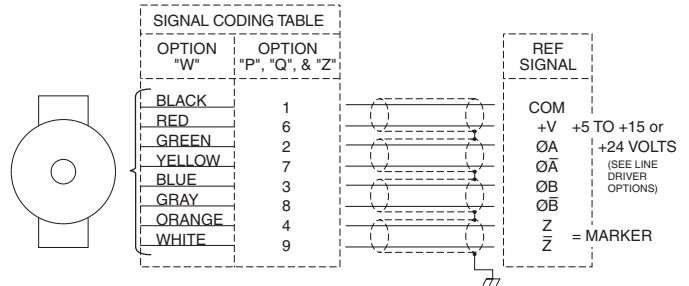 SIGNAL CODING TABLE
OPTION "W"
OPTION "P", "Q", & "Z"
REF SIGNAL
BLACK 1 COM
RED 6 +V +5 TO +15 or
GREEN 2 ØA +24 VOLTS
YELLOW 7 ØA̅ (SEE LINE
BLUE 3 ØB DRIVER
GRAY 8 ØB̅ OPTIONS)
ORANGE 4 Z
WHITE 9 Z̅ = MARKER